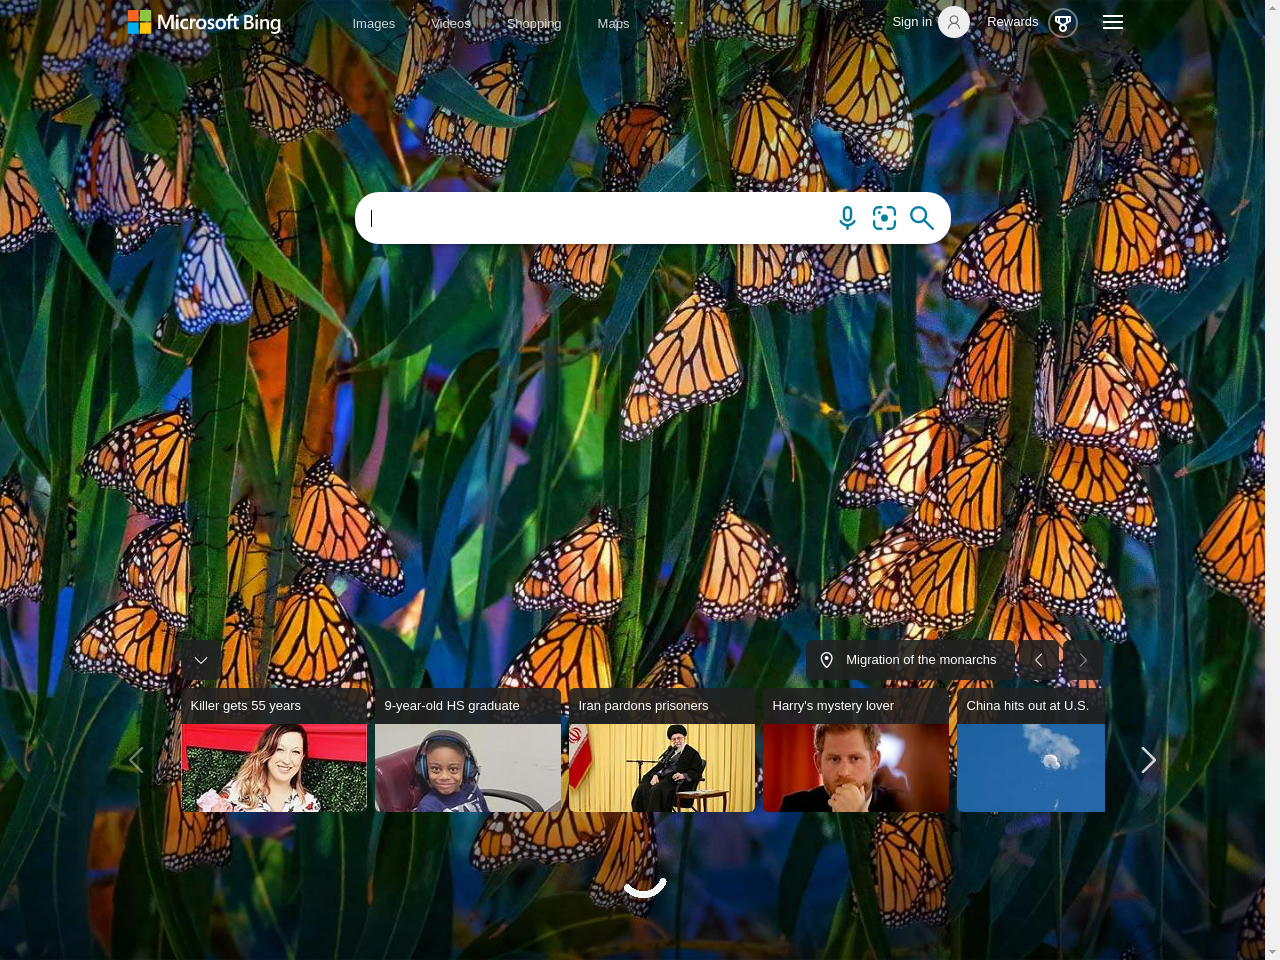 Microsoft Bing
Images Videos Shopping Maps ...
Sign in Rewards
Migration of the monarchs
Killer gets 55 years
9-year-old HS graduate
Iran pardons prisoners
Harry's mystery lover
China hits out at U.S.